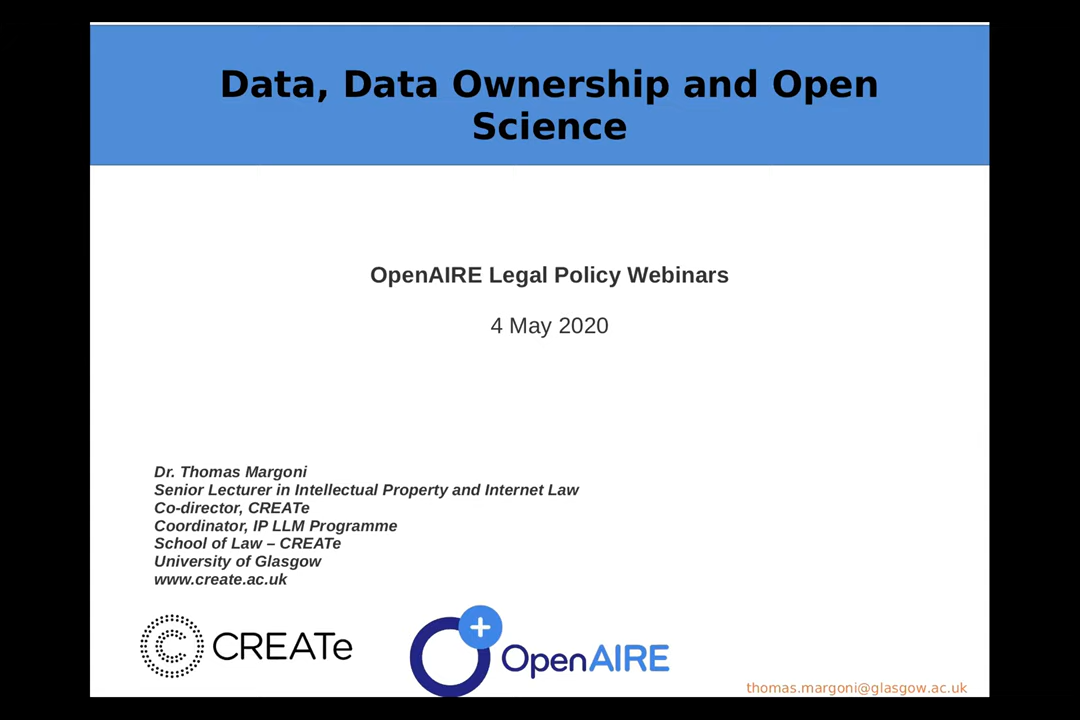 Data, Data Ownership and Open
Science
OpenAIRE Legal Policy Webinars
4 May 2020
Dr. Thomas Margoni
Senior Lecturer in Intellectual Property and Internet Law
Co-director, CREATe
Coordinator, IP LLM Programme
School of Law – CREATe
University of Glasgow
www.create.ac.uk
C CREATe
OpenAIRE
thomas.margoni@glasgow.ac.uk